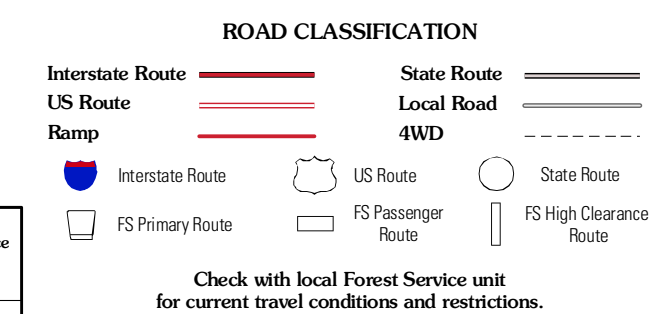 ROAD CLASSIFICATION
Interstate Route
State Route
US Route
Local Road
Ramp
4WD
Interstate Route
US Route
State Route
FS Primary Route
FS Passenger
Route
FS High Clearance
Route
Check with local Forest Service unit
for current travel conditions and restrictions.